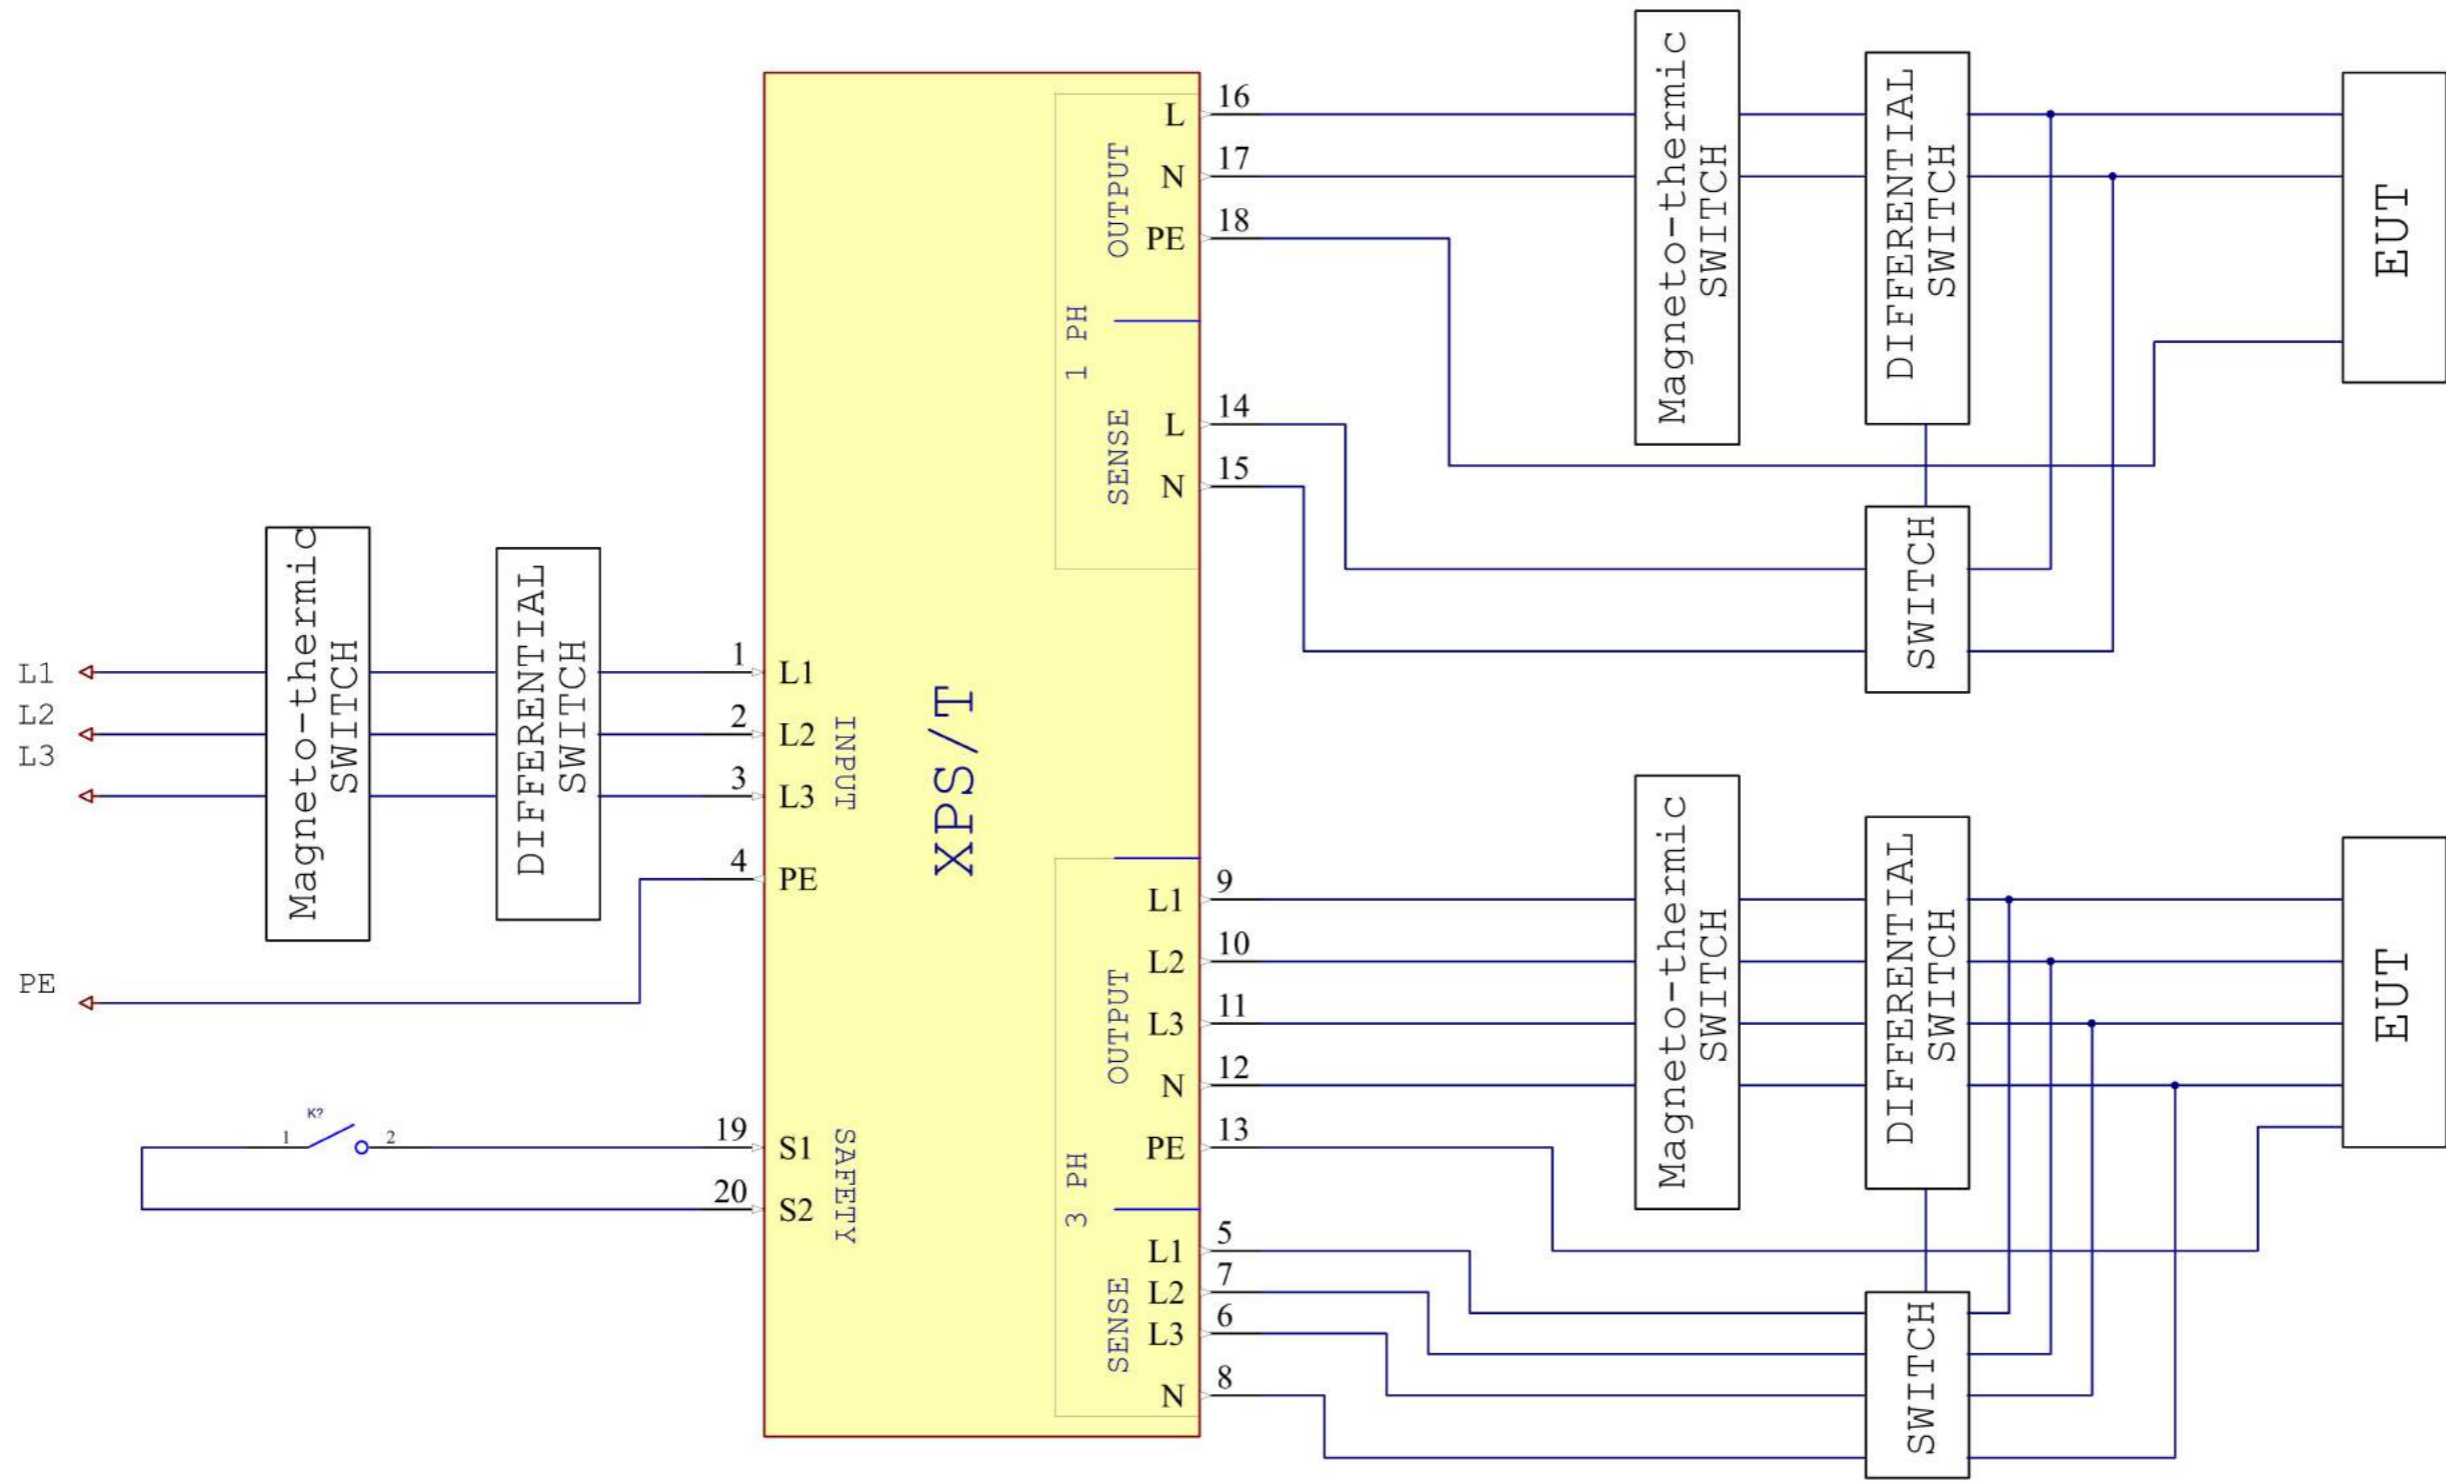 L1
L2
L3
PE
Magneto-thermic
SWITCH
DIFFERENTIAL
SWITCH
1
2
3
4
L1
L2
L3
PE
INPUT
K?
1
2
19
20
S1
S2
SAFETY
XPS/T
1 PH
OUTPUT
L
N
PE
16
17
18
SENSE
L
N
14
15
Magneto-thermic
SWITCH
DIFFERENTIAL
SWITCH
SWITCH
EUT
3 PH
OUTPUT
L1
L2
L3
N
PE
9
10
11
12
13
SENSE
L1
L2
L3
N
5
7
6
8
Magneto-thermic
SWITCH
DIFFERENTIAL
SWITCH
SWITCH
EUT